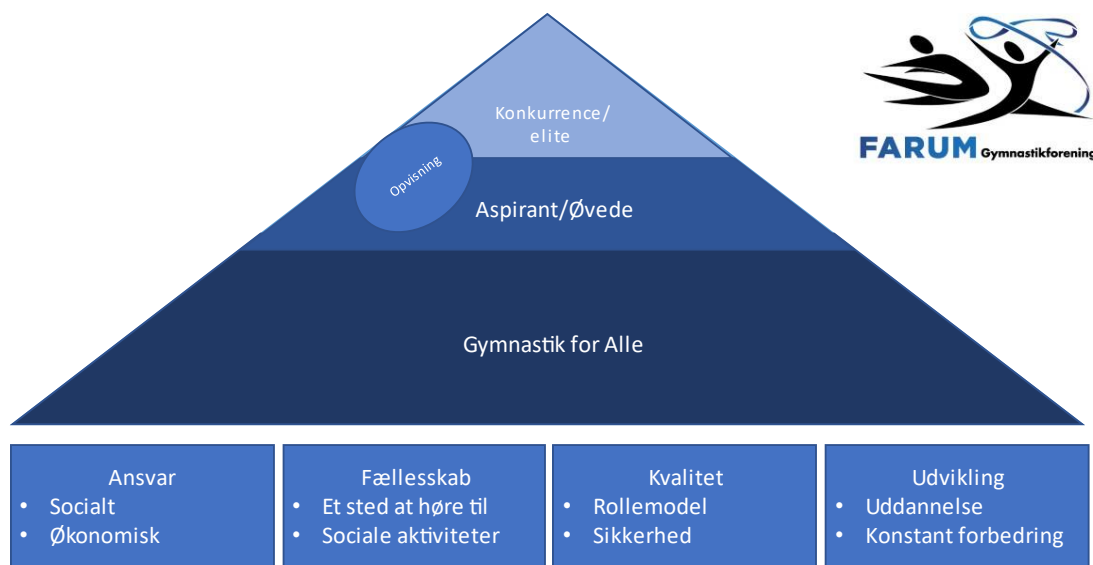 Konkurrence/
elite
FARUM Gymnastikforening
Opvisning
Aspirant/Øvede
Gymnastik for Alle
Ansvar
• Socialt
• Økonomisk
Fællesskab
• Et sted at høre til
• Sociale aktiviteter
Kvalitet
• Rollemodel
• Sikkerhed
Udvikling
• Uddannelse
• Konstant forbedring